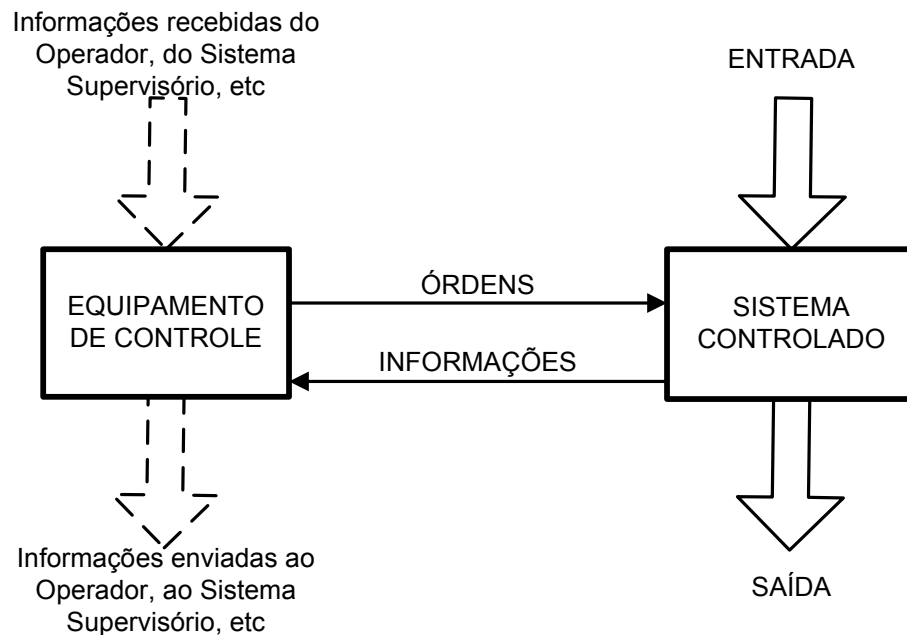 Informações recebidas do
Operador, do Sistema
Supervisório, etc
ENTRADA
EQUIPAMENTO
DE CONTROLE
ÓRDENS
INFORMAÇÕES
SISTEMA
CONTROLADO
Informações enviadas ao
Operador, ao Sistema
Supervisório, etc
SAÍDA